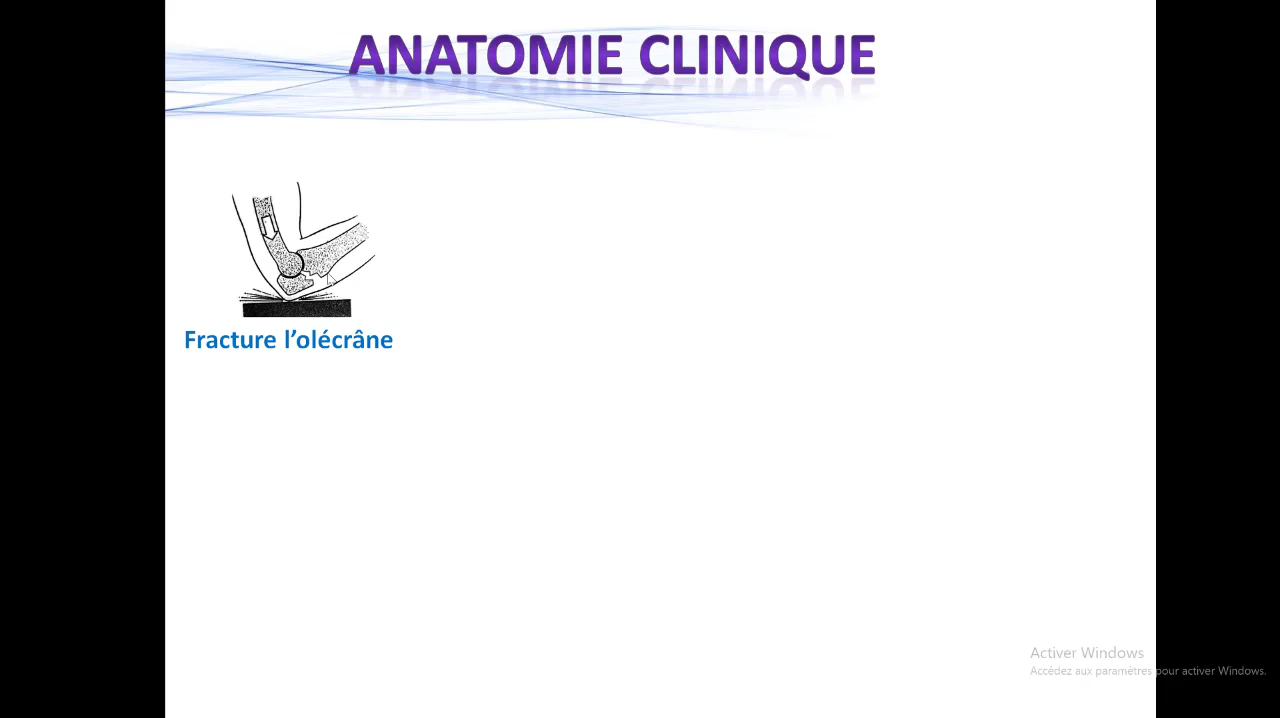 ANATOMIE CLINIQUE
Fracture l’olécrâne
Activer Windows
Accédez aux paramètres pour activer Windows.